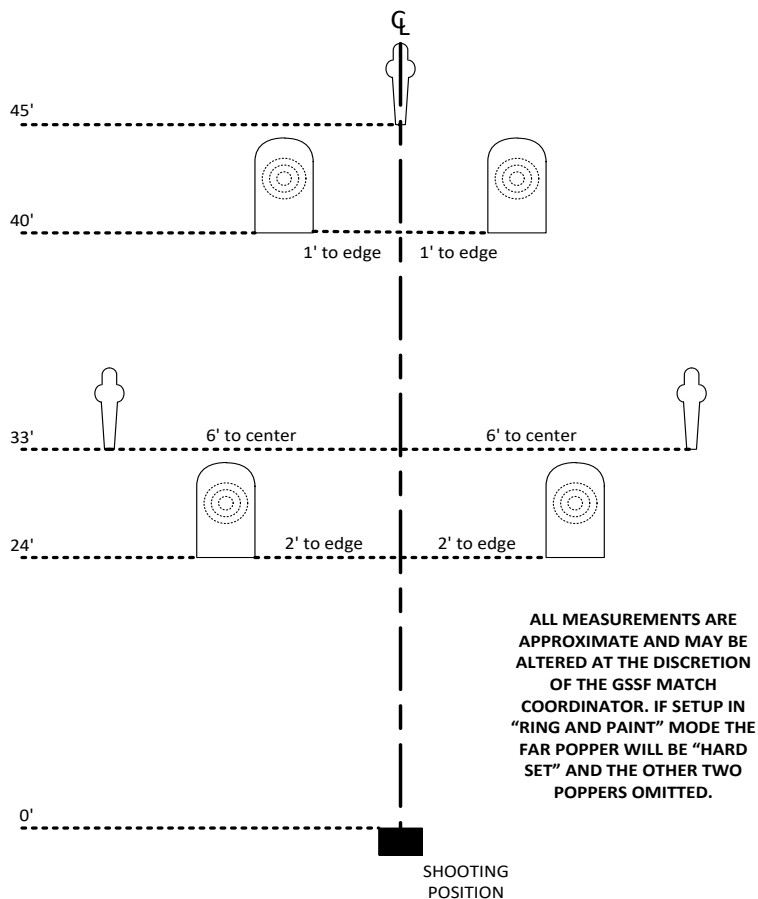 ℄
45'
40'
1' to edge 1' to edge
33'
6' to center 6' to center
24'
2' to edge 2' to edge
ALL MEASUREMENTS ARE
APPROXIMATE AND MAY BE
ALTERED AT THE DISCRETION
OF THE GSSF MATCH
COORDINATOR. IF SETUP IN
“RING AND PAINT” MODE THE
FAR POPPER WILL BE “HARD
SET” AND THE OTHER TWO
POPPERS OMITTED.
0'
SHOOTING
POSITION